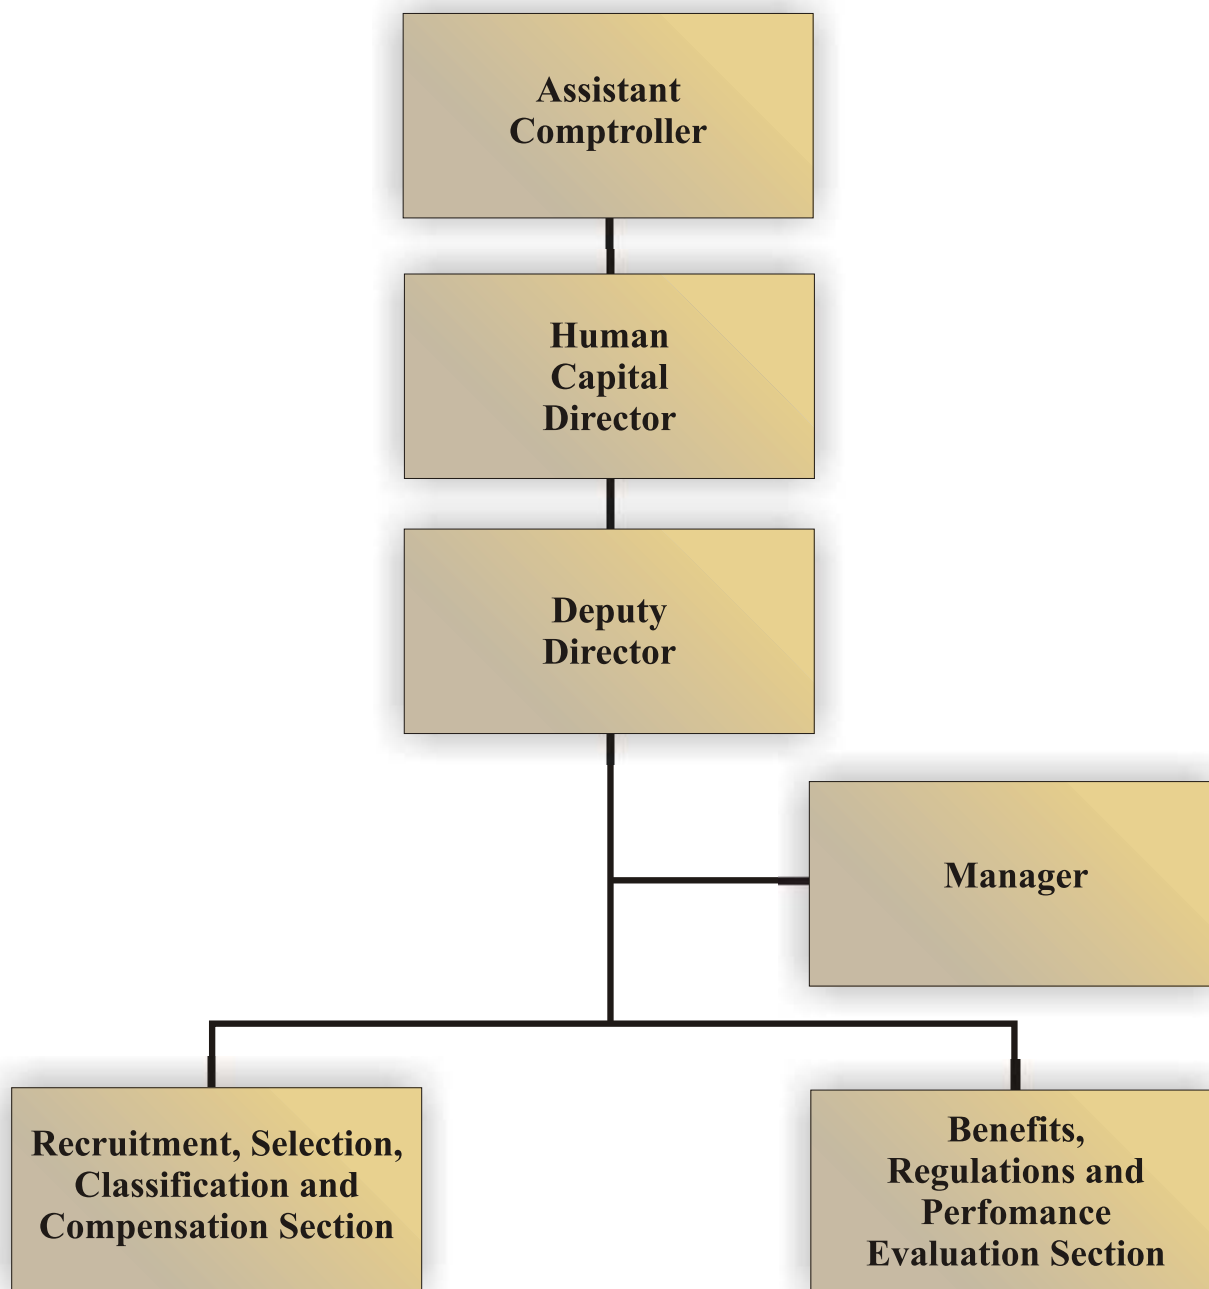 Assistant
Comptroller
Human
Capital
Director
Deputy
Director
Manager
Recruitment, Selection,
Classification and
Compensation Section
Benefits,
Regulations and
Perfomance
Evaluation Section